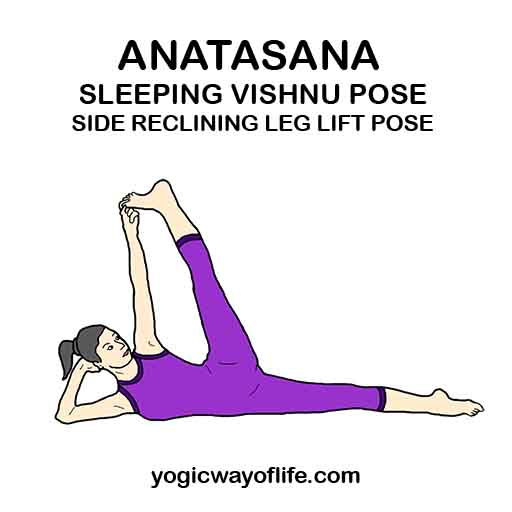 ANATASANA
SLEEPING VISHNU POSE
SIDE RECLINING LEG LIFT POSE
yogicwayoflife.com